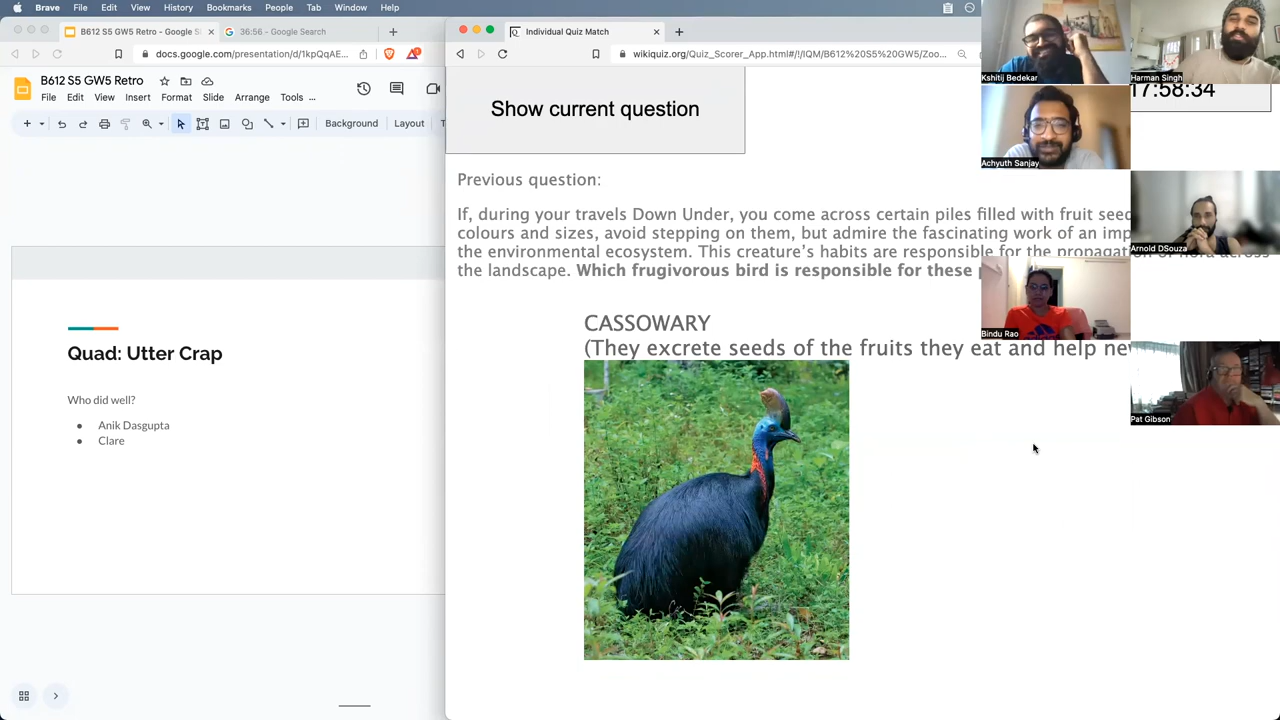 Brave File Edit View History Bookmarks People Tab Window Help
B612 S5 GW5 Retro - Google Sl
36:56 - Google Search
docs.google.com/presentation/d/1kpQqAE...
B612 S5 GW5 Retro
File Edit View Insert Format Slide Arrange Tools ...
Background Layout
Quad: Utter Crap
Who did well?
● Anik Dasgupta
● Clare
Individual Quiz Match
wikiquiz.org/Quiz_Scorer_App.html#/!/IQM/B612%20S5%20GW5/Zoo...
Show current question
17:58:34
Previous question:
If, during your travels Down Under, you come across certain piles filled with fruit seed
colours and sizes, avoid stepping on them, but admire the fascinating work of an imp
the environmental ecosystem. This creature's habits are responsible for the propagation of flora across
the landscape. Which frugivorous bird is responsible for these
CASSOWARY
(They excrete seeds of the fruits they eat and help ne
Kshitij Bedekar
Harman Singh
Achyuth Sanjay
Arnold DSouza
Bindu Rao
Pat Gibson